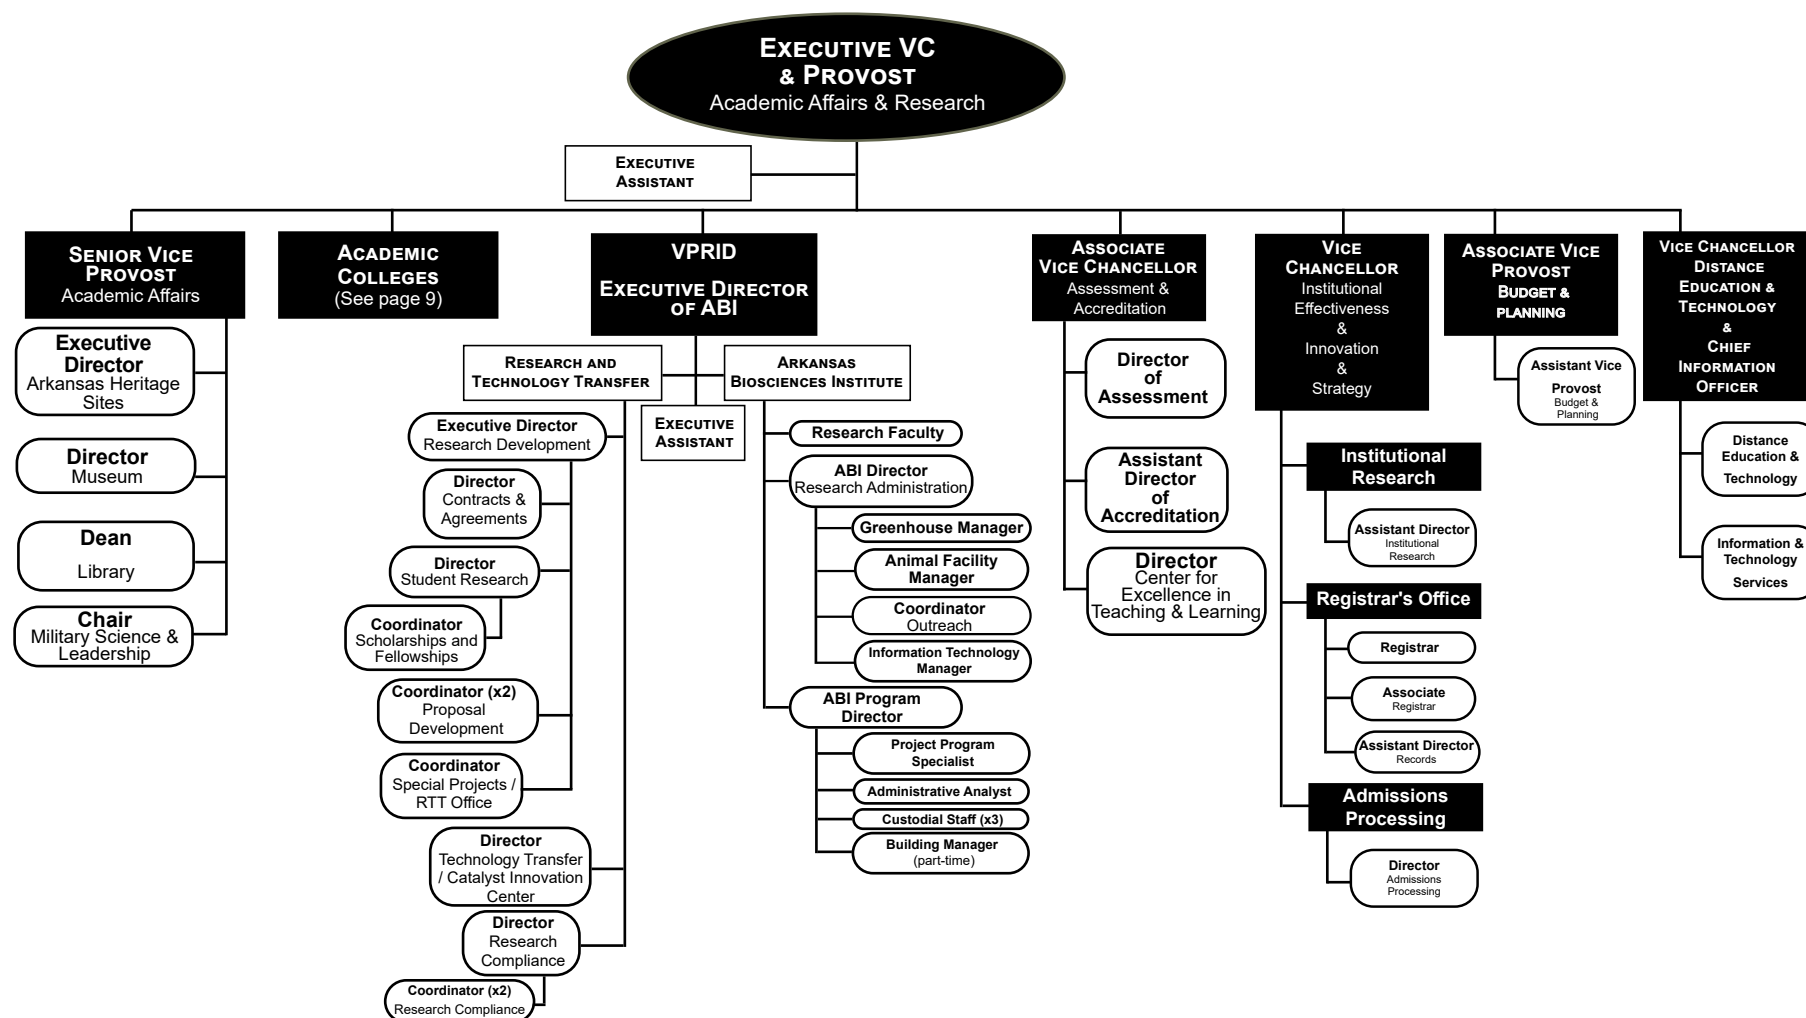 EXECUTIVE VC
& PROVOST
Academic Affairs & Research
EXECUTIVE
ASSISTANT
SENIOR VICE
PROVOST
Academic Affairs
Executive
Director
Arkansas Heritage
Sites
Director
Museum
Dean
Library
Chair
Military Science &
Leadership
ACADEMIC
COLLEGES
(See page 9)
VPRID
EXECUTIVE DIRECTOR
OF ABI
RESEARCH AND
TECHNOLOGY TRANSFER
ARKANSAS
BIOSCIENCES INSTITUTE
EXECUTIVE
ASSISTANT
Executive Director
Research Development
Director
Contracts &
Agreements
Director
Student Research
Coordinator
Scholarships and
Fellowships
Coordinator (x2)
Proposal
Development
Coordinator
Special Projects /
RTT Office
Director
Technology Transfer
/ Catalyst Innovation
Center
Director
Research
Compliance
Coordinator (x2)
Research Compliance
Research Faculty
ABI Director
Research Administration
Greenhouse Manager
Animal Facility
Manager
Coordinator
Outreach
Information Technology
Manager
ABI Program
Director
Project Program
Specialist
Administrative Analyst
Custodial Staff (x3)
Building Manager
(part-time)
ASSOCIATE
VICE CHANCELLOR
Assessment &
Accreditation
Director
of
Assessment
Assistant
Director
of
Accreditation
Director
Center for
Excellence in
Teaching & Learning
VICE
CHANCELLOR
Institutional
Effectiveness
&
Innovation
&
Strategy
Institutional
Research
Assistant Director
Institutional
Research
Registrar's Office
Registrar
Associate
Registrar
Assistant Director
Records
Admissions
Processing
Director
Admissions
Processing
ASSOCIATE VICE
PROVOST
BUDGET &
PLANNING
Assistant Vice
Provost
Budget &
Planning
VICE CHANCELLOR
DISTANCE
EDUCATION &
TECHNOLOGY
&
CHIEF
INFORMATION
OFFICER
Distance
Education &
Technology
Information &
Technology
Services